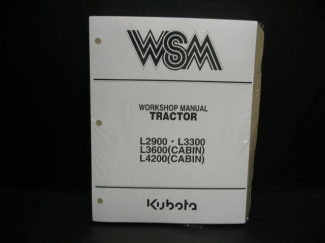 WSM
WORKSHOP MANUAL
TRACTOR
L2900 · L3300
L3600(CABIN)
L4200(CABIN)
Kubota